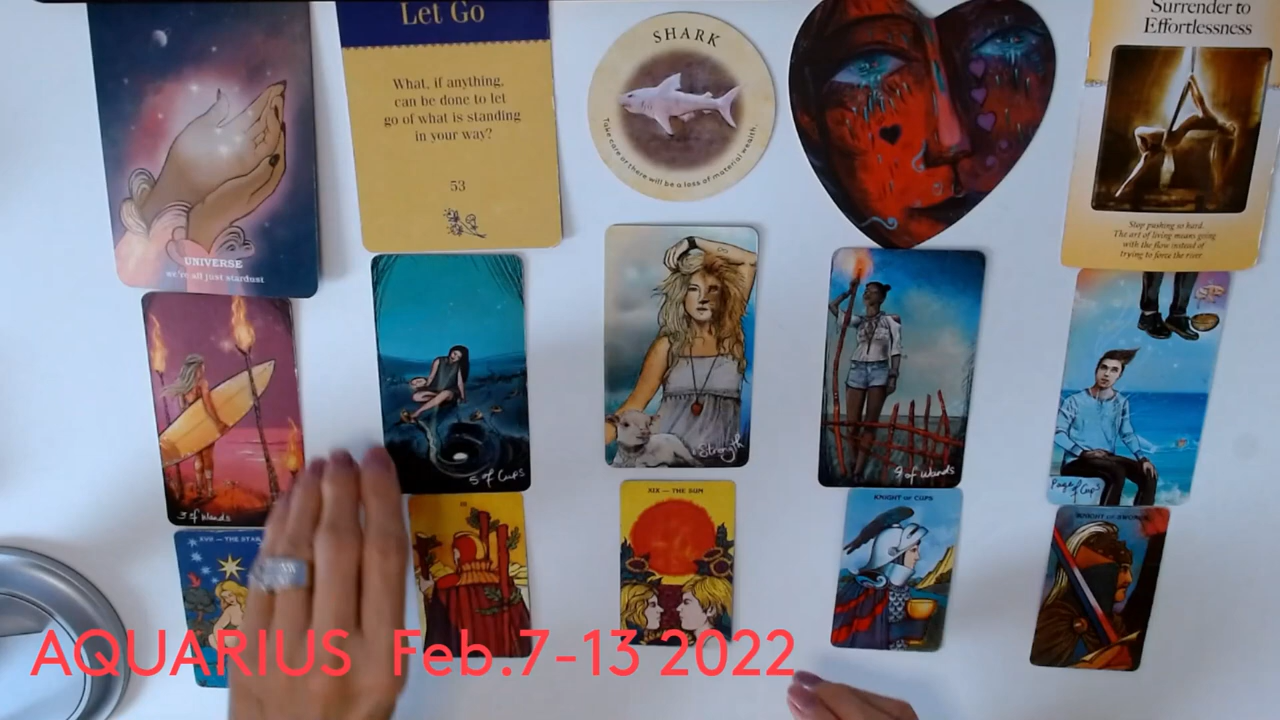 UNIVERSE
we're all just stardust
Let Go
What, if anything,
can be done to let
go of what is standing
in your way?
53
SHARK
Take care or there will be a loss of material wealth.
Surrender to
Effortlessness
Stop pushing so hard.
The art of living means going
with the flow instead of
trying to force the river.
3 of Wands
5 of Cups
Strength
9 of Wands
Page of Cups
XVII — THE STAR
III
XIX — THE SUN
KNIGHT OF CUPS
KNIGHT OF SWORDS
AQUARIUS Feb.7-13 2022